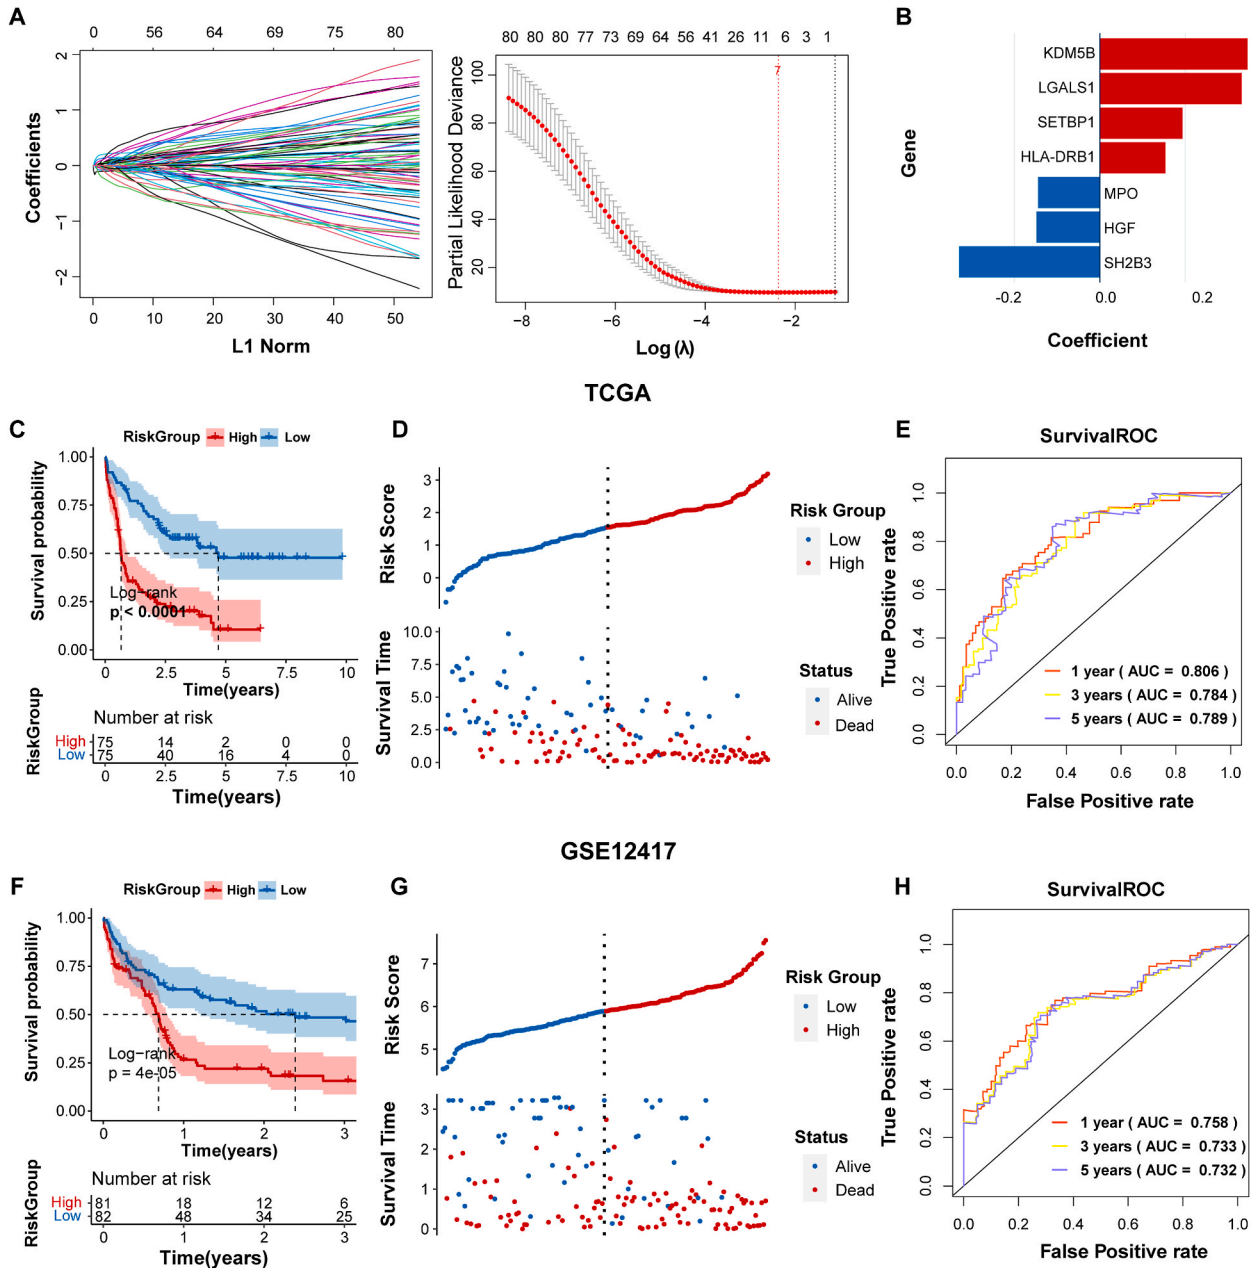 A
0 56 64 69 75 80
2
1
0
−1
−2
Coefficients
0 10 20 30 40 50
L1 Norm
80 80 80 77 73 69 64 56 41 26 11 6 3 1
7
100
80
60
40
20
Partial Likelihood Deviance
−8 −6 −4 −2
Log (λ)
B
Gene
KDM5B
LGALS1
SETBP1
HLA-DRB1
MPO
HGF
SH2B3
-0.2 0.0 0.2
Coefficient
TCGA
C
RiskGroup High Low
1.00
0.75
0.50
0.25
0.00
Survival probability
Log−rank
p < 0.0001
0 2.5 5 7.5 10
Time(years)
Number at risk
RiskGroup
High 75 14 2 0 0
Low 75 40 16 4 0
0 2.5 5 7.5 10
Time(years)
D
3
2
1
0
Risk Score
Risk Group
Low
High
10.0
7.5
5.0
2.5
0.0
Survival Time
Status
Alive
Dead
E
SurvivalROC
1.0
0.8
0.6
0.4
0.2
0.0
True Positive rate
1 year ( AUC = 0.806 )
3 years ( AUC = 0.784 )
5 years ( AUC = 0.789 )
0.0 0.2 0.4 0.6 0.8 1.0
False Positive rate
GSE12417
F
RiskGroup High Low
1.00
0.75
0.50
0.25
0.00
Survival probability
Log−rank
p = 4e-05
0 1 2 3
Time(years)
Number at risk
RiskGroup
High 81 18 12 6
Low 82 48 34 25
0 1 2 3
Time(years)
G
7
6
5
Risk Score
Risk Group
Low
High
3
2
1
0
Survival Time
Status
Alive
Dead
H
SurvivalROC
1.0
0.8
0.6
0.4
0.2
0.0
True Positive rate
1 year ( AUC = 0.758 )
3 years ( AUC = 0.733 )
5 years ( AUC = 0.732 )
0.0 0.2 0.4 0.6 0.8 1.0
False Positive rate